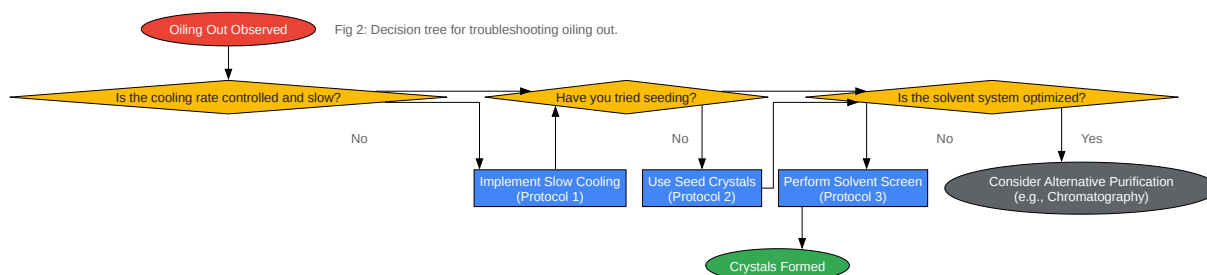 Oiling Out Observed
Fig 2: Decision tree for troubleshooting oiling out.
Is the cooling rate controlled and slow?
Have you tried seeding?
Is the solvent system optimized?
No
No
No
Yes
Implement Slow Cooling
(Protocol 1)
Use Seed Crystals
(Protocol 2)
Perform Solvent Screen
(Protocol 3)
Consider Alternative Purification
(e.g., Chromatography)
Crystals Formed